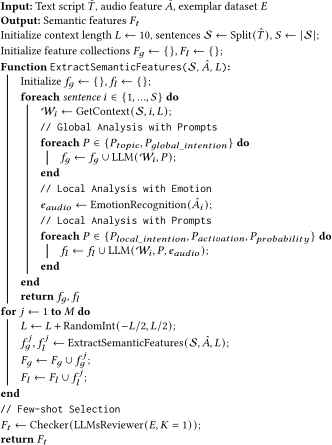 Input: Text script T̂, audio feature Â, exemplar dataset E
Output: Semantic features F_t
Initialize context length L ← 10, sentences 𝒮 ← Split(T̂), S ← |𝒮|;
Initialize feature collections F_g ← {}, F_l ← {};
Function ExtractSemanticFeatures(𝒮, Â, L):
Initialize f_g ← {}, f_l ← {};
foreach sentence i ∈ {1, ..., S} do
𝒲_i ← GetContext(𝒮, i, L);
// Global Analysis with Prompts
foreach P ∈ {P_topic, P_global_intention} do
f_g ← f_g ∪ LLM(𝒲_i, P);
end
// Local Analysis with Emotion
e_audio ← EmotionRecognition(Â_i);
// Local Analysis with Prompts
foreach P ∈ {P_local_intention, P_activation, P_probability} do
f_l ← f_l ∪ LLM(𝒲_i, P, e_audio);
end
end
return f_g, f_l
for j ← 1 to M do
L ← L + RandomInt(−L/2, L/2);
f_g^j, f_l^j ← ExtractSemanticFeatures(𝒮, Â, L);
F_g ← F_g ∪ f_g^j;
F_l ← F_l ∪ f_l^j;
end
// Few-shot Selection
F_t ← Checker(LLMsReviewer(E, K = 1));
return F_t